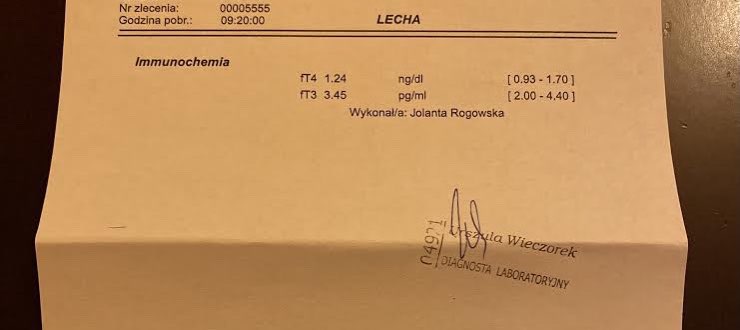 Nr zlecenia: 00005555
Godzina pobr.: 09:20:00 LECHA
Immunochemia
fT4 1.24 ng/dl [ 0.93 - 1.70 ]
fT3 3.45 pg/ml [ 2.00 - 4.40 ]
Wykonał/a: Jolanta Rogowska
Urszula Wieczorek
DIAGNOSTA LABORATORYJNY